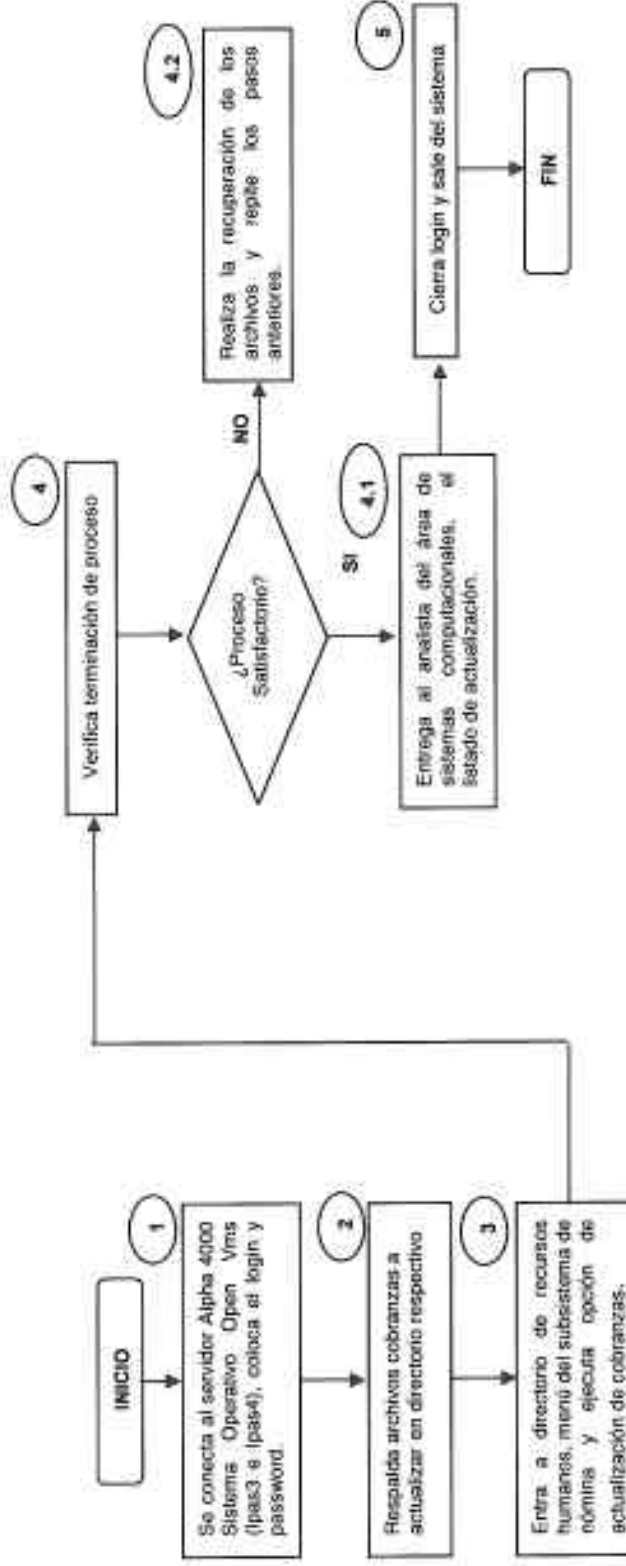 INICIO
1
Se conecta al servidor Alpha 4000
Sistema Operativo Open Vms
(Ipas3 e Ipas4), coloca el login y
password.
2
Respalda archivos cobranzas a
actualizar en directorio respectivo
3
Entra a directorio de recursos
humanos, menú del subsistema de
nómina y ejecuta opción de
actualización de cobranzas.
4
Verifica terminación de proceso
¿Proceso
Satisfactorio?
NO
4.2
Realiza la recuperación de los
archivos y repite los pasos
anteriores.
SI
4.1
Entrega al analista del área de
sistemas computacionales, el
listado de actualización.
5
Cierra login y sale del sistema
FIN